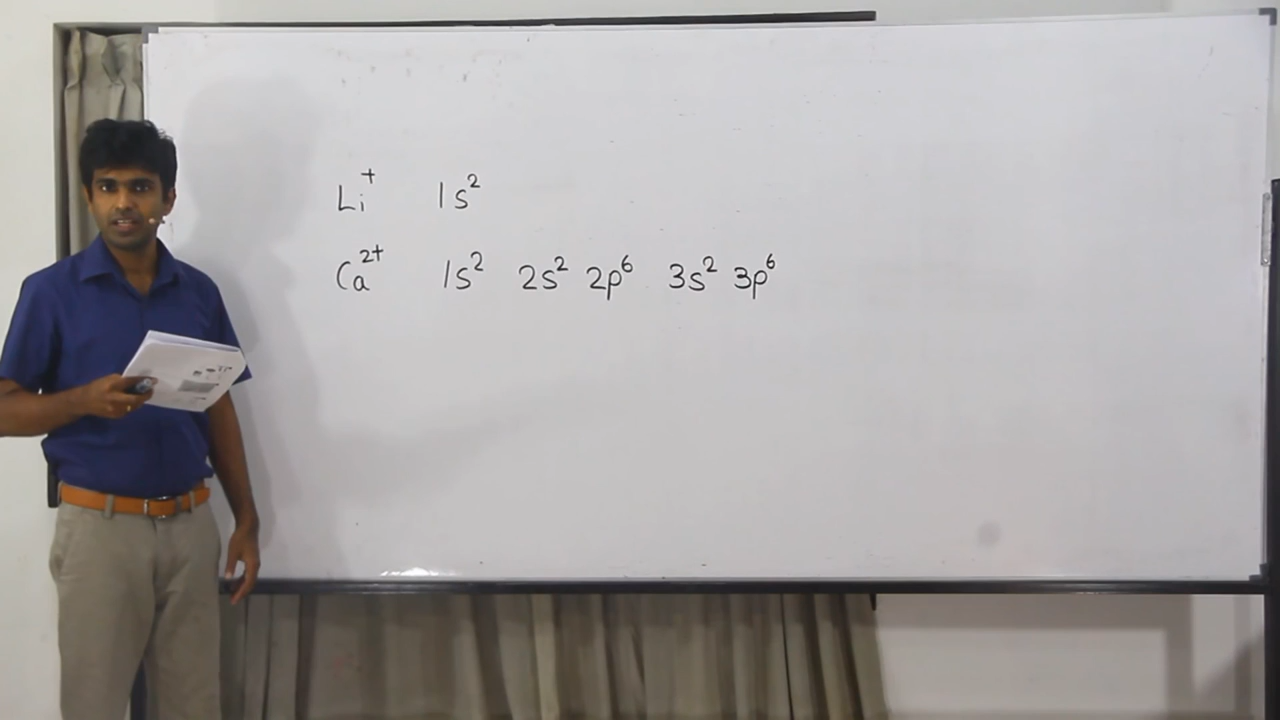 Li⁺ 1s²
Ca²⁺ 1s² 2s² 2p⁶ 3s² 3p⁶